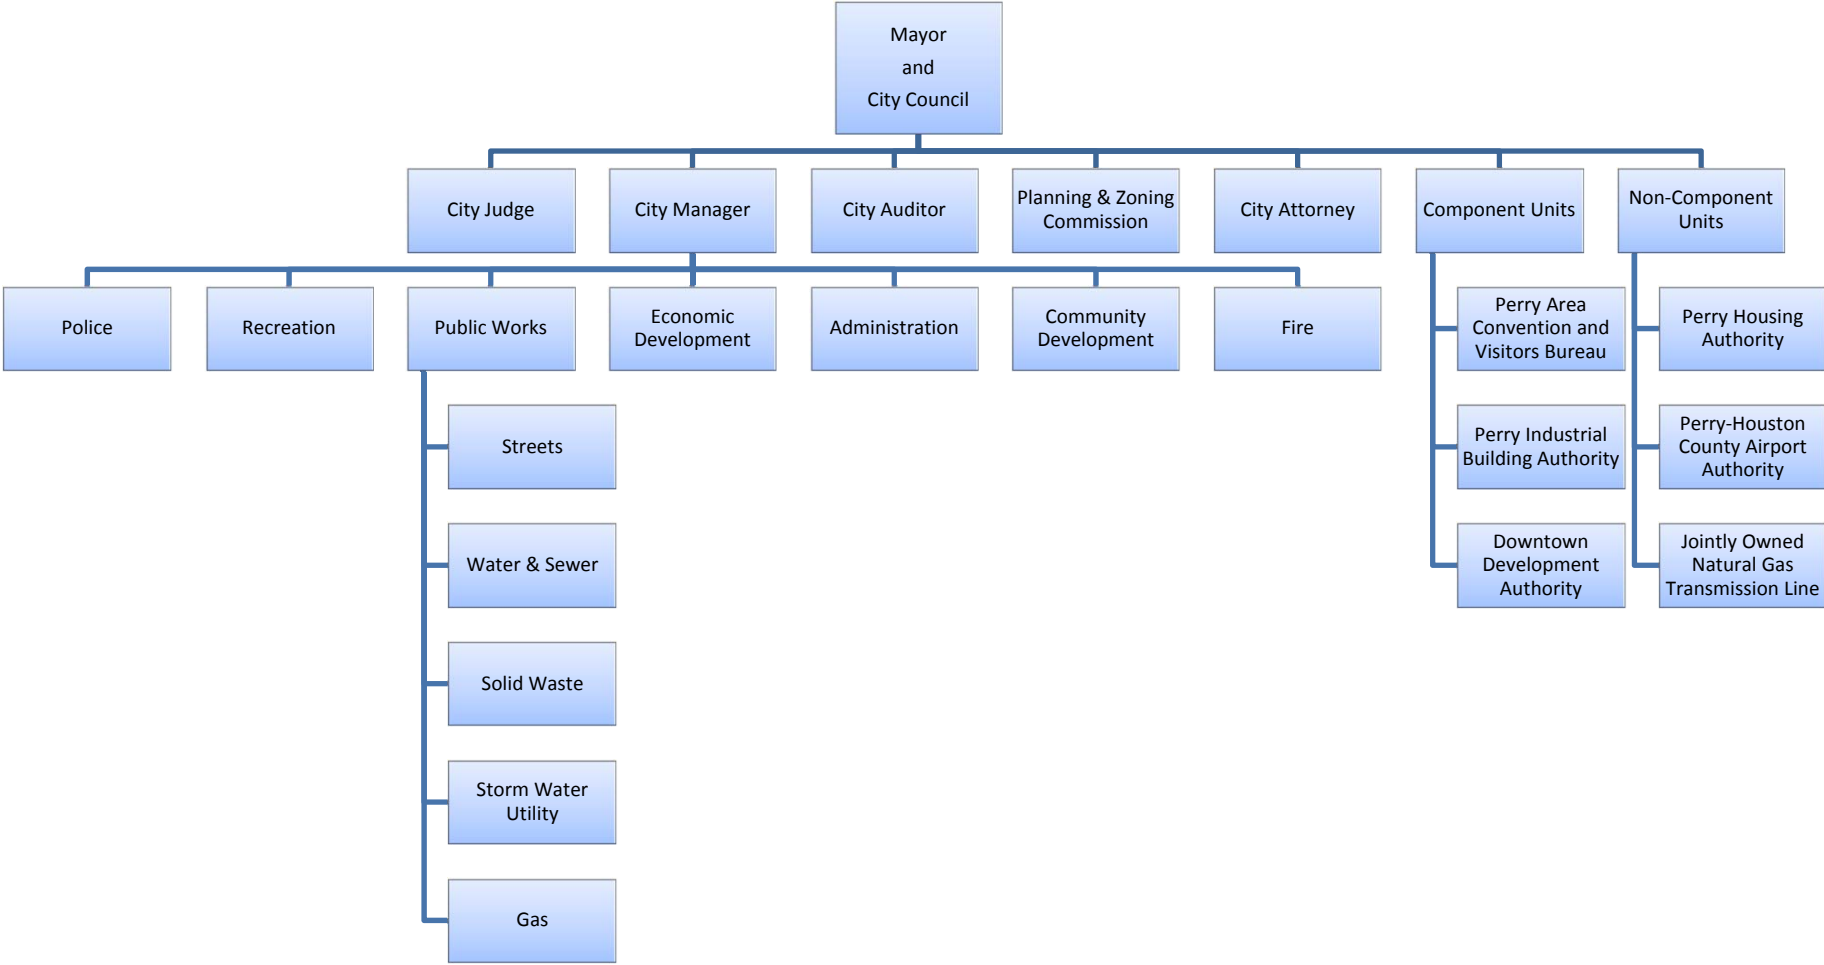 Mayor
and
City Council
City Judge
City Manager
City Auditor
Planning & Zoning
Commission
City Attorney
Component Units
Non-Component
Units
Police
Recreation
Public Works
Economic
Development
Administration
Community
Development
Fire
Perry Area
Convention and
Visitors Bureau
Perry Housing
Authority
Streets
Perry Industrial
Building Authority
Perry-Houston
County Airport
Authority
Water & Sewer
Downtown
Development
Authority
Jointly Owned
Natural Gas
Transmission Line
Solid Waste
Storm Water
Utility
Gas